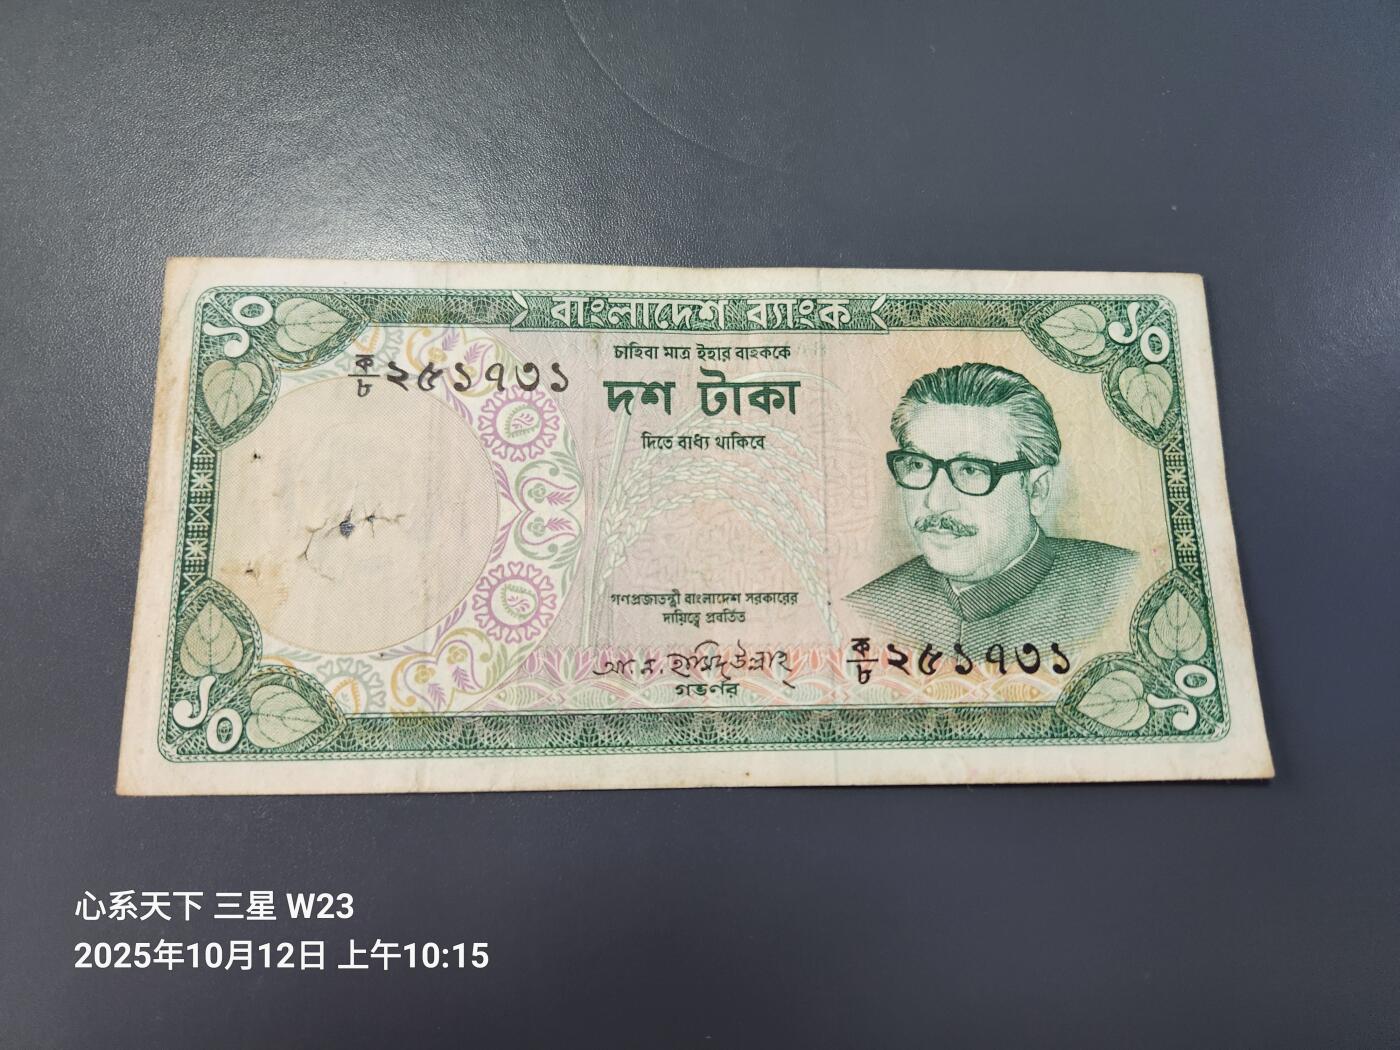 ১০ বাংলাদেশ ব্যাংক ১০
চাহিবা মাত্র ইহার বাহককে
ক/৮ ২৫১৭৩১
দশ টাকা
দিতে বাধ্য থাকিবে
গণপ্রজাতন্ত্রী বাংলাদেশ সরকারের
দায়িত্বে প্রবর্তিত
আ. ন. হামিদউল্লাহ্
ক/৮ ২৫১৭৩১
গভর্নর
১০ ১০
心系天下 三星 W23
2025年10月12日 上午10:15